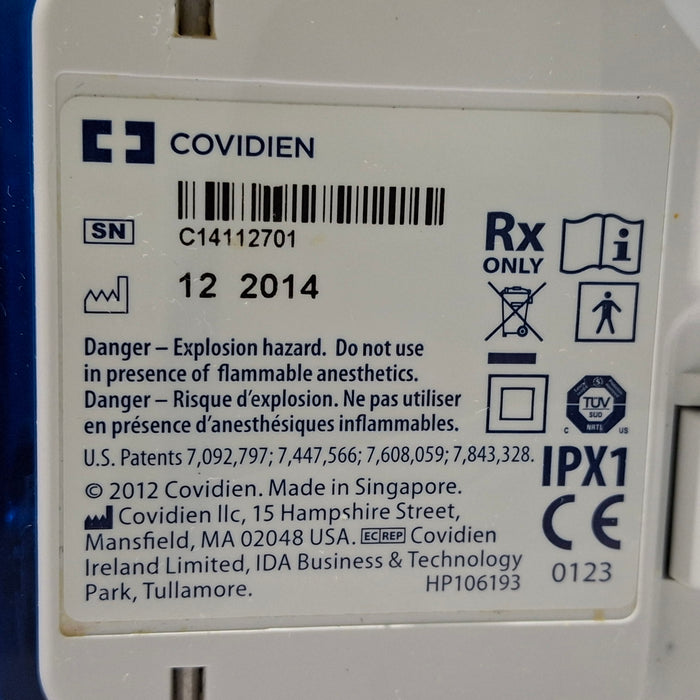 COVIDIEN
SN
C14112701
12 2014
Rx
ONLY
i
Danger – Explosion hazard. Do not use
in presence of flammable anesthetics.
Danger – Risque d'explosion. Ne pas utiliser
en présence d'anesthésiques inflammables.
U.S. Patents 7,092,797; 7,447,566; 7,608,059; 7,843,328.
© 2012 Covidien. Made in Singapore.
Covidien llc, 15 Hampshire Street,
Mansfield, MA 02048 USA. EC REP Covidien
Ireland Limited, IDA Business & Technology
Park, Tullamore.
HP106193
TÜV
SÜD
NRTL
C US
IPX1
CE
0123